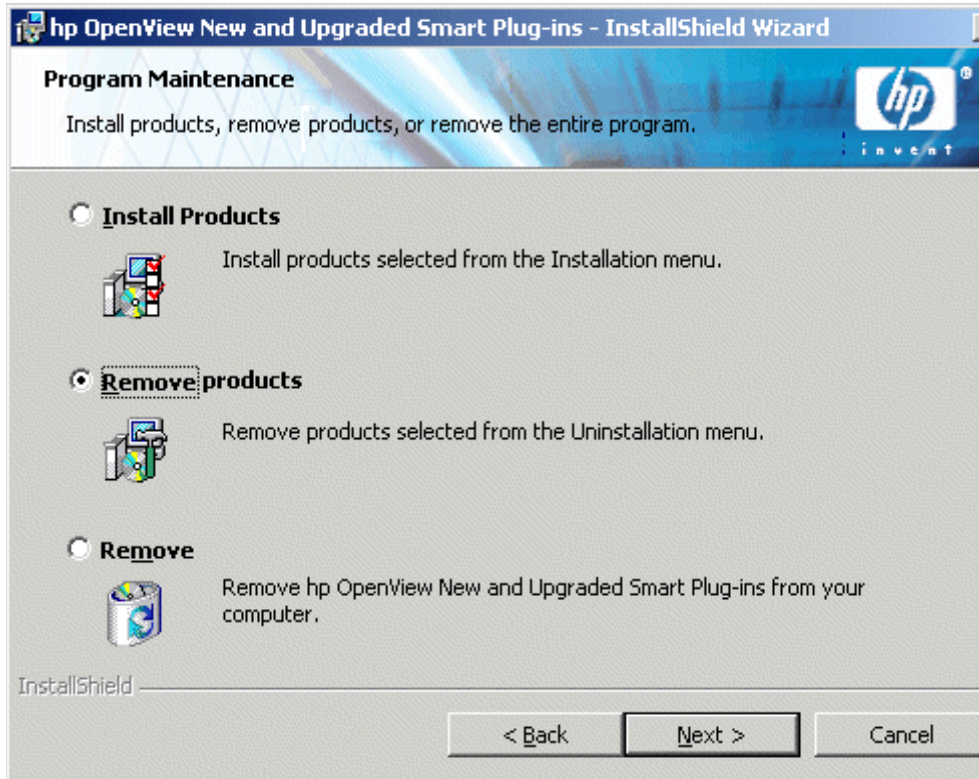 hp OpenView New and Upgraded Smart Plug-ins - InstallShield Wizard
Program Maintenance
Install products, remove products, or remove the entire program.
hp
®
invent
Install Products
Install products selected from the Installation menu.
Remove products
Remove products selected from the Uninstallation menu.
Remove
Remove hp OpenView New and Upgraded Smart Plug-ins from your
computer.
InstallShield
< Back
Next >
Cancel